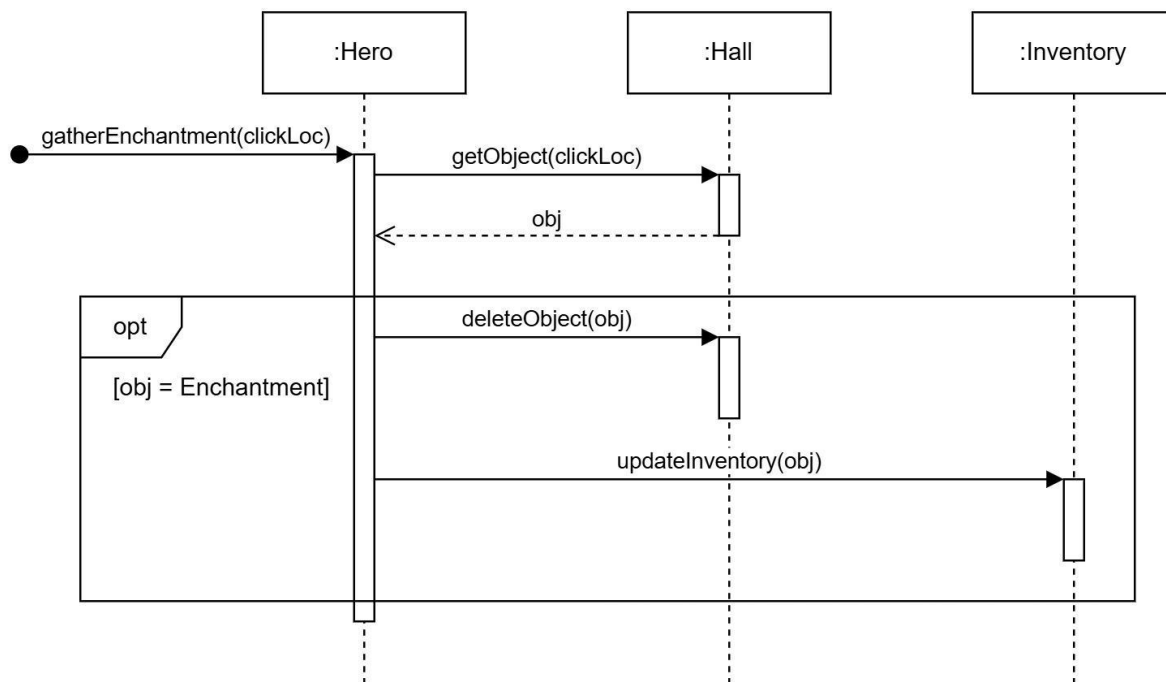 :Hero
:Hall
:Inventory
gatherEnchantment(clickLoc)
getObject(clickLoc)
obj
opt
deleteObject(obj)
[obj = Enchantment]
updateInventory(obj)